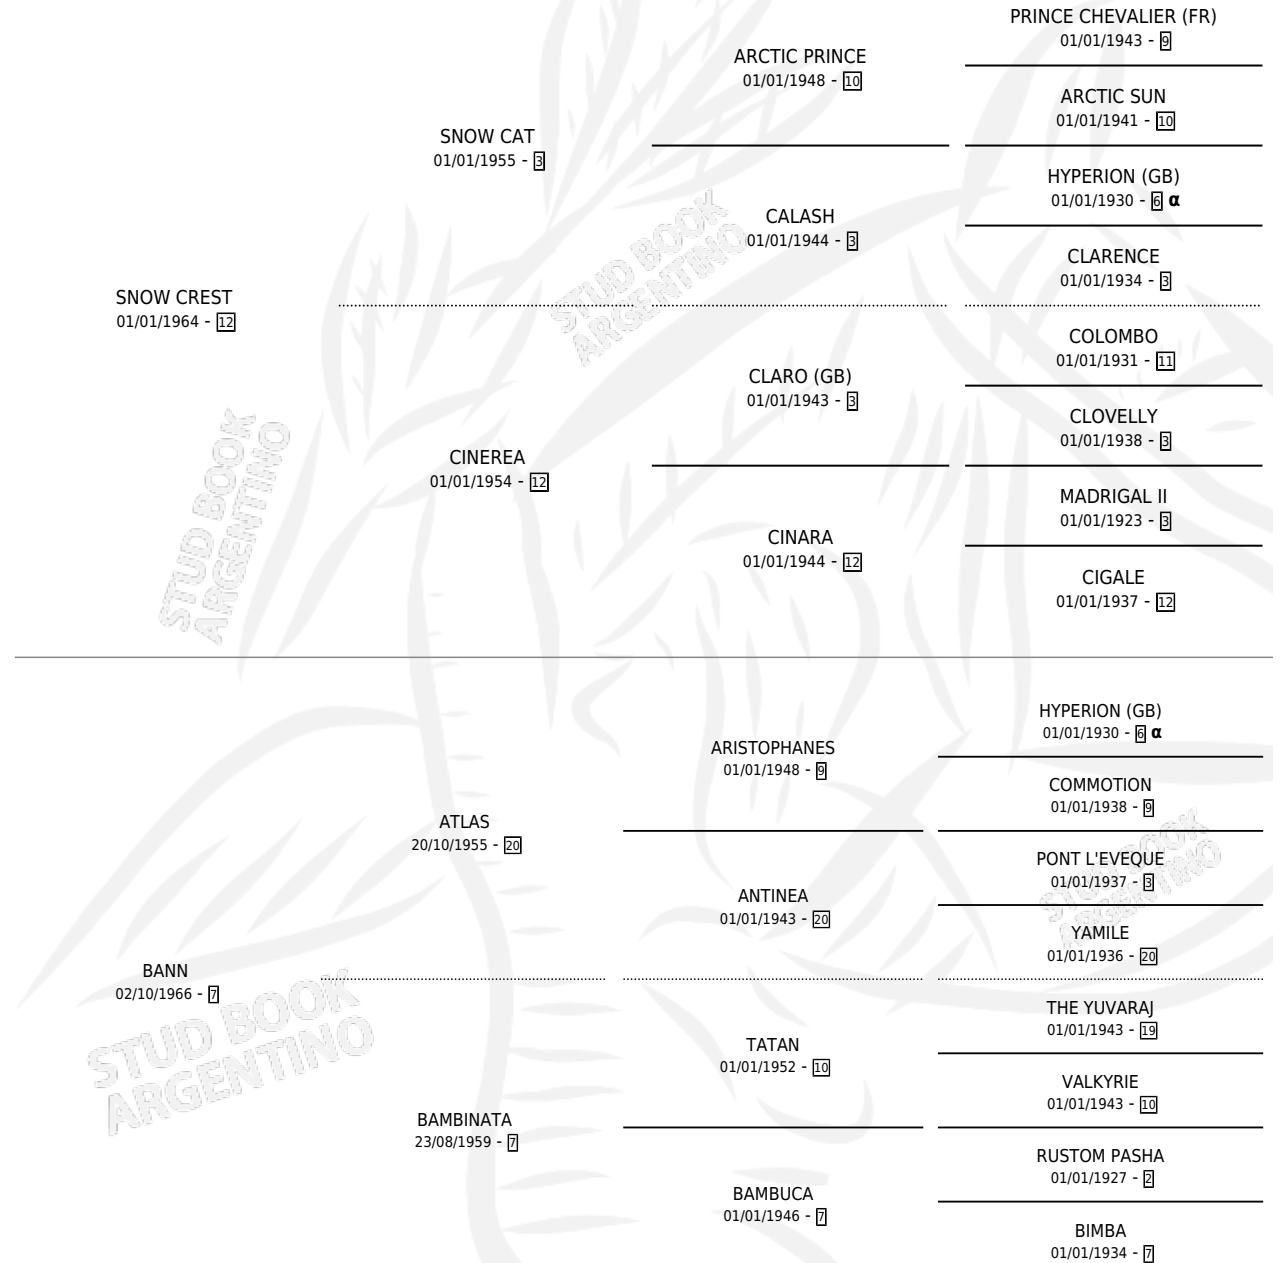 PRINCE CHEVALIER (FR)
01/01/1943 - 9
ARCTIC PRINCE
01/01/1948 - 10
ARCTIC SUN
01/01/1941 - 10
SNOW CAT
01/01/1955 - 3
HYPERION (GB)
01/01/1930 - 6 α
CALASH
01/01/1944 - 3
CLARENCE
01/01/1934 - 3
SNOW CREST
01/01/1964 - 12
COLOMBO
01/01/1931 - 11
CLARO (GB)
01/01/1943 - 3
CLOVELLY
01/01/1938 - 3
CINEREA
01/01/1954 - 12
MADRIGAL II
01/01/1923 - 3
CINARA
01/01/1944 - 12
CIGALE
01/01/1937 - 12
HYPERION (GB)
01/01/1930 - 6 α
ARISTOPHANES
01/01/1948 - 9
COMMOTION
01/01/1938 - 9
ATLAS
20/10/1955 - 20
PONT L'EVEQUE
01/01/1937 - 3
ANTINEA
01/01/1943 - 20
YAMILE
01/01/1936 - 20
BANN
02/10/1966 - 7
THE YUVARAJ
01/01/1943 - 19
TATAN
01/01/1952 - 10
VALKYRIE
01/01/1943 - 10
BAMBINATA
23/08/1959 - 7
RUSTOM PASHA
01/01/1927 - 2
BAMBUCA
01/01/1946 - 7
BIMBA
01/01/1934 - 7
STUD BOOK
ARGENTINO
STUD BOOK
ARGENTINO
STUD BOOK
ARGENTINO
STUD BOOK
ARGENTINO